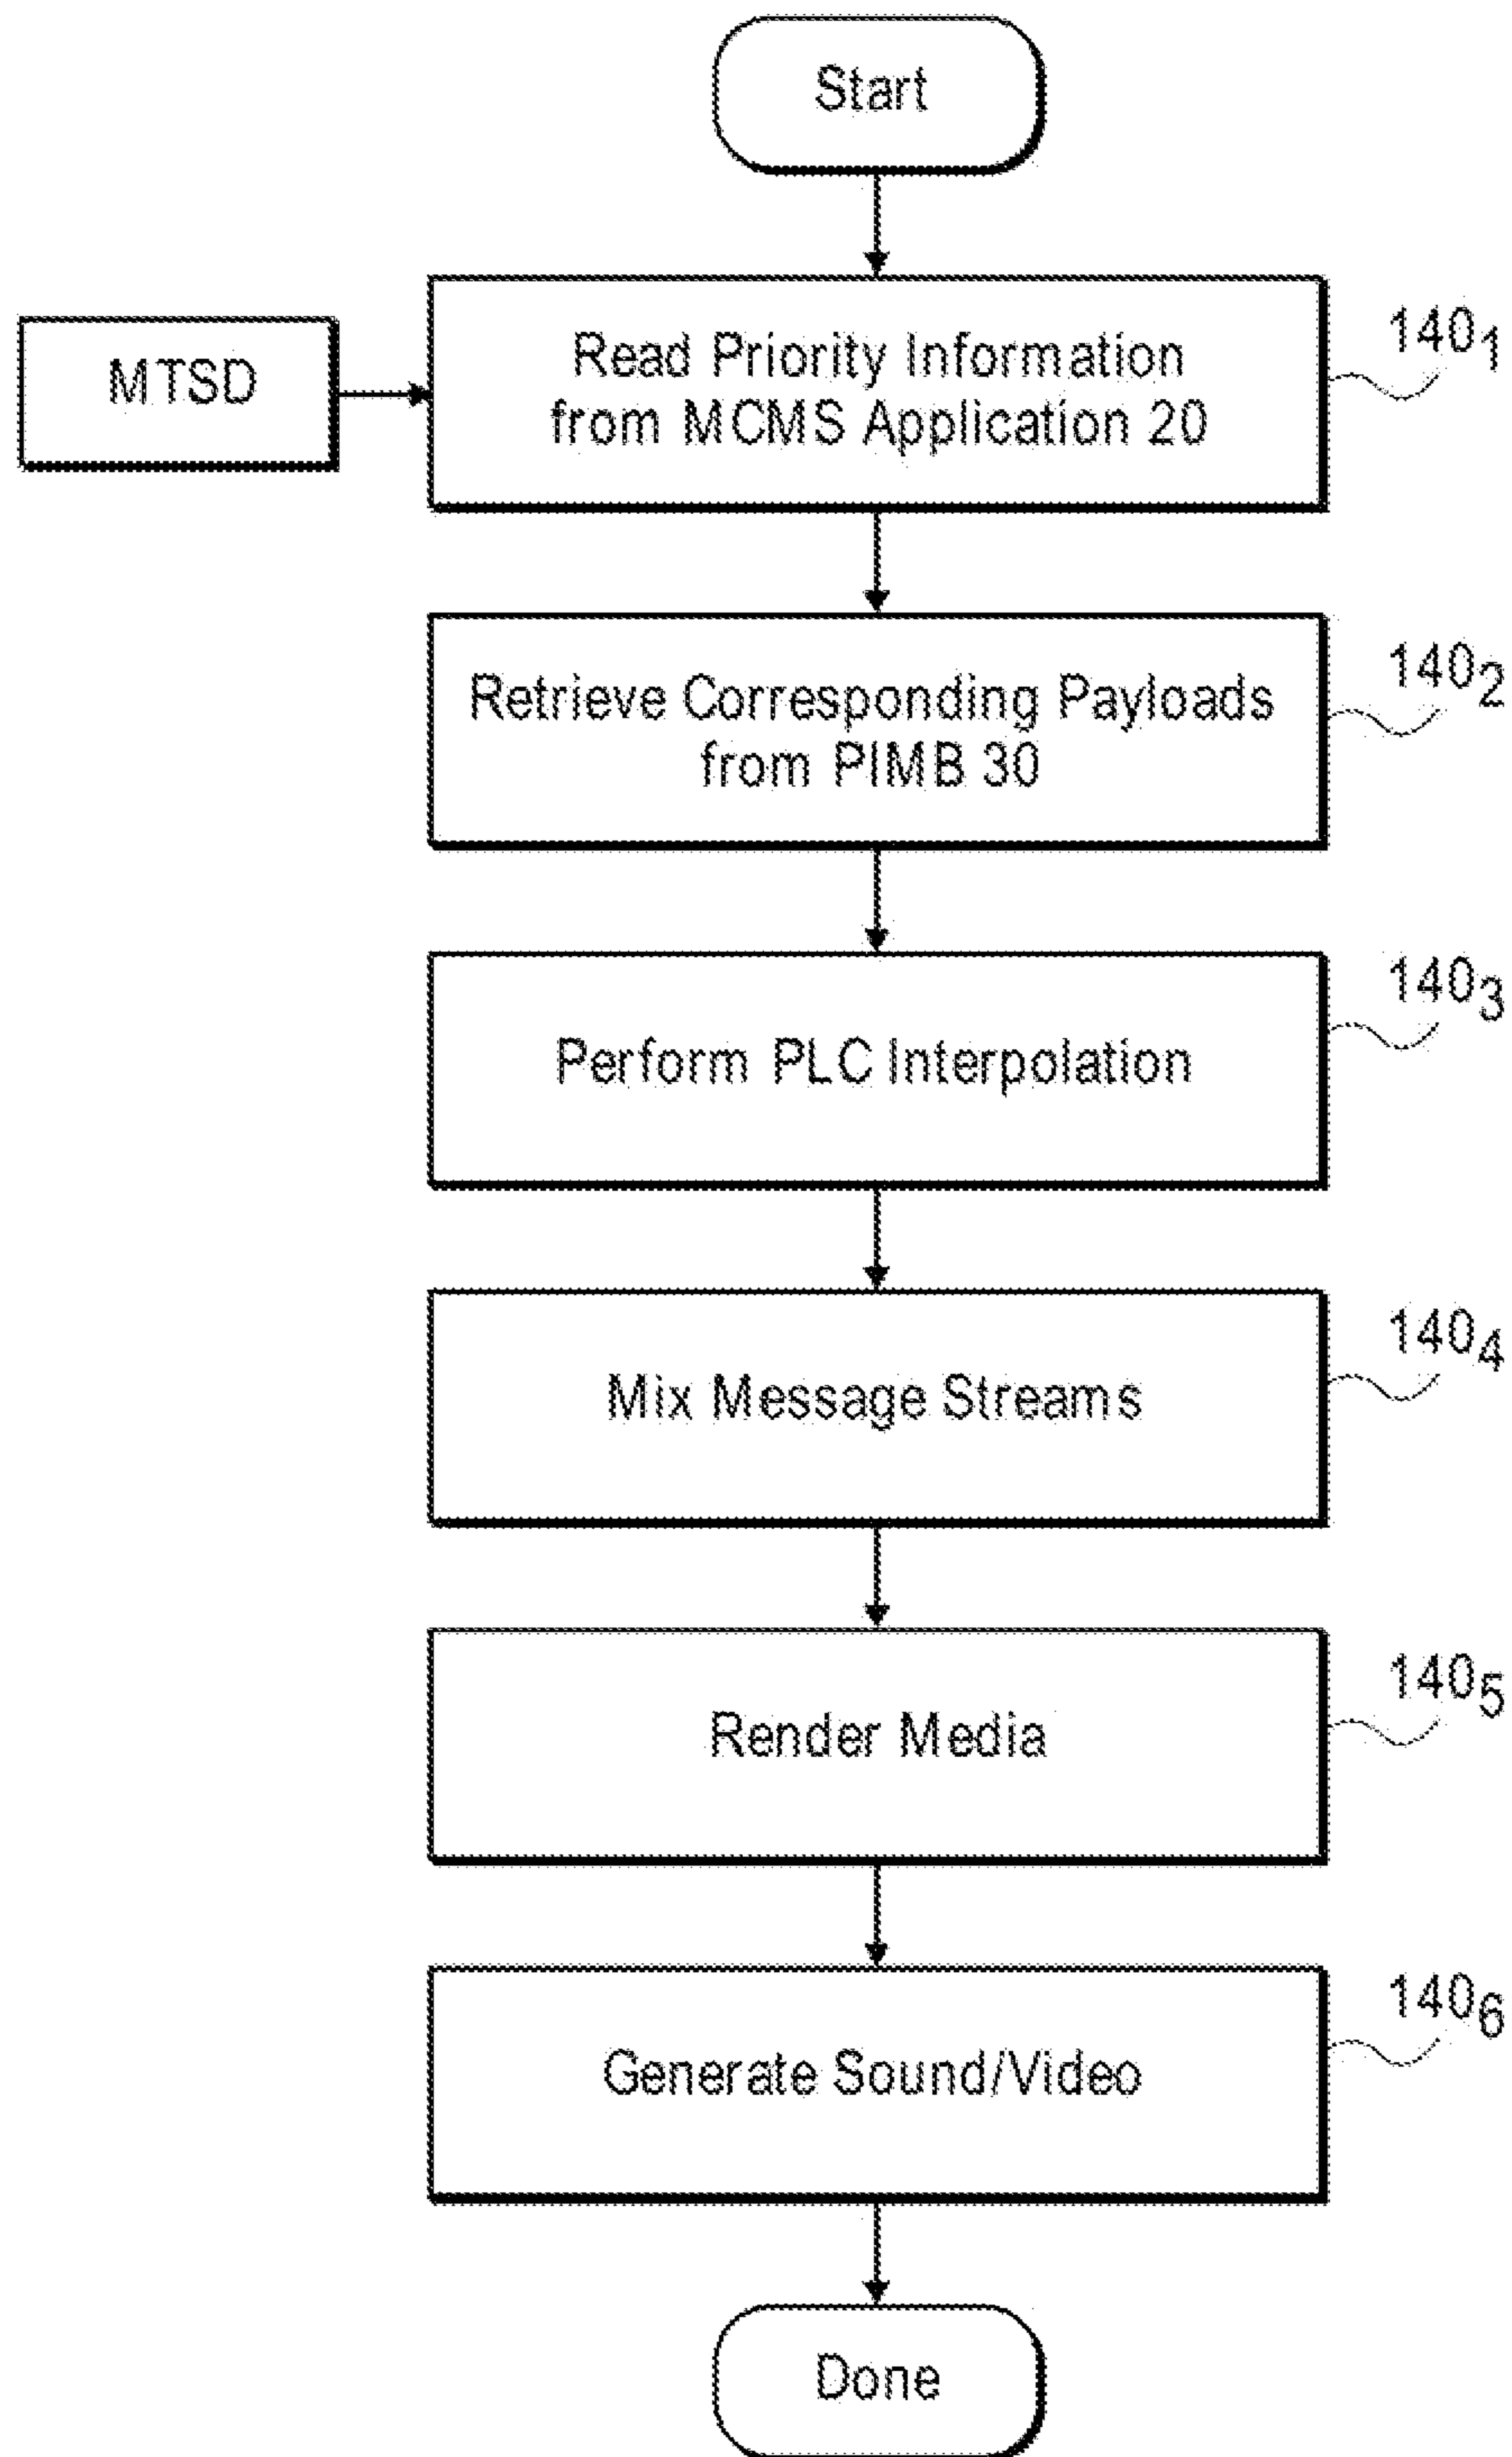 Start
MTSD
Read Priority Information
from MCMS Application 20
140₁
Retrieve Corresponding Payloads
from PIMB 30
140₂
Perform PLC Interpolation
140₃
Mix Message Streams
140₄
Render Media
140₅
Generate Sound/Video
140₆
Done